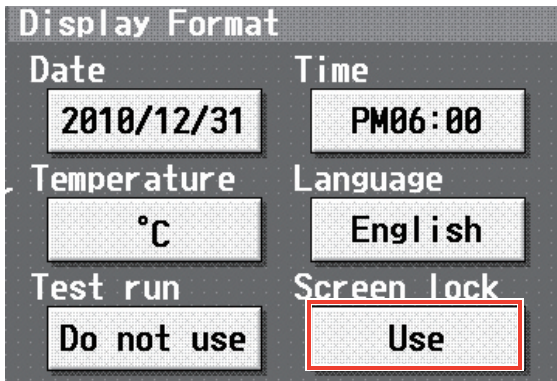 Display Format
Date Time
2010/12/31 PM06:00
Temperature Language
°C English
Test run Screen lock
Do not use Use